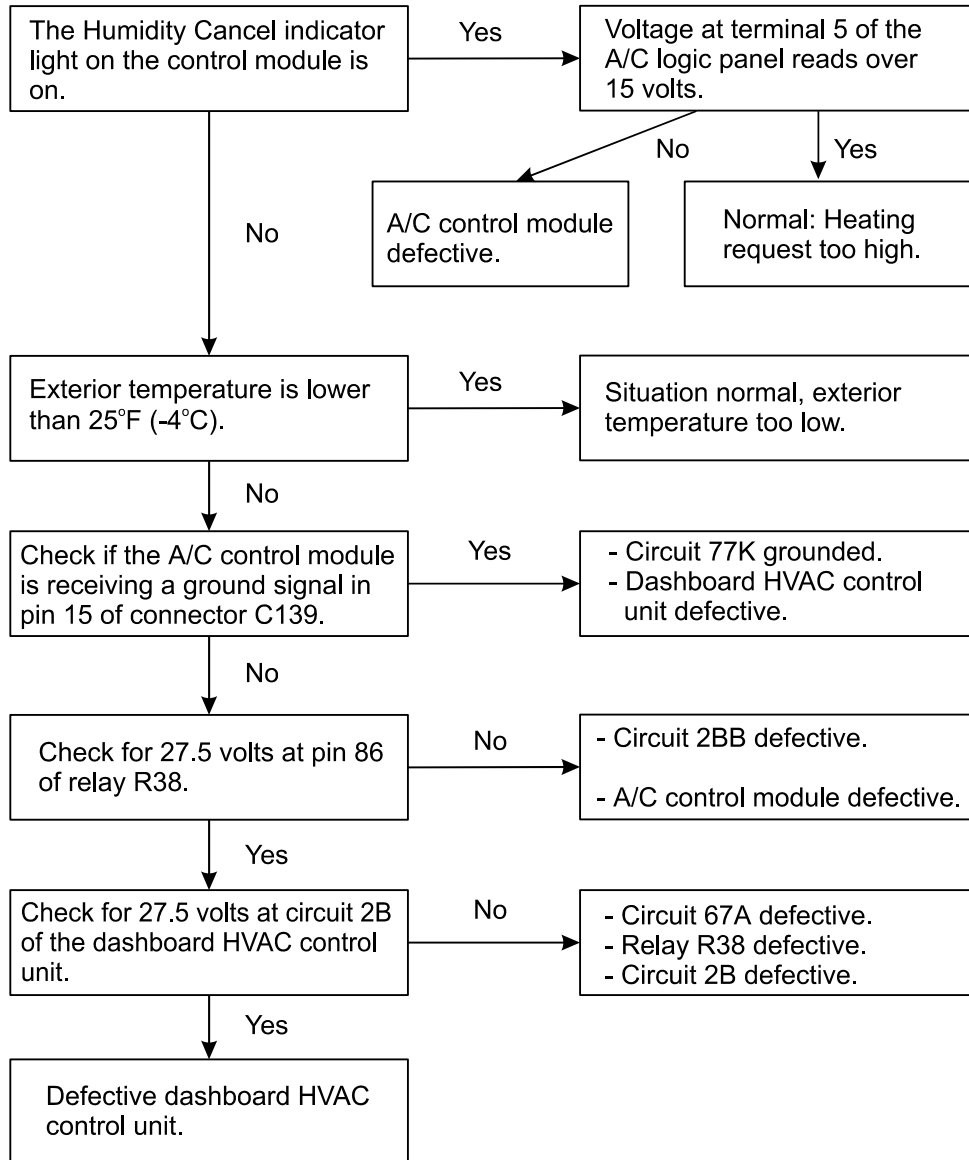 The Humidity Cancel indicator
light on the control module is
on.
Yes
Voltage at terminal 5 of the
A/C logic panel reads over
15 volts.
No
Yes
A/C control module
defective.
Normal: Heating
request too high.
No
Exterior temperature is lower
than 25°F (-4°C).
Yes
Situation normal, exterior
temperature too low.
No
Check if the A/C control module
is receiving a ground signal in
pin 15 of connector C139.
Yes
- Circuit 77K grounded.
- Dashboard HVAC control
unit defective.
No
Check for 27.5 volts at pin 86
of relay R38.
No
- Circuit 2BB defective.
- A/C control module defective.
Yes
Check for 27.5 volts at circuit 2B
of the dashboard HVAC control
unit.
No
- Circuit 67A defective.
- Relay R38 defective.
- Circuit 2B defective.
Yes
Defective dashboard HVAC
control unit.